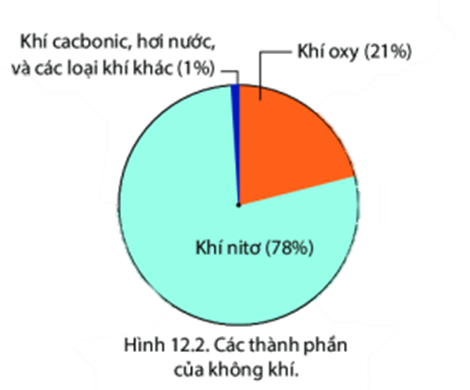 Khí cacbonic, hơi nước,
và các loại khí khác (1%)
Khí oxy (21%)
Khí nitơ (78%)
Hình 12.2. Các thành phần
của không khí.